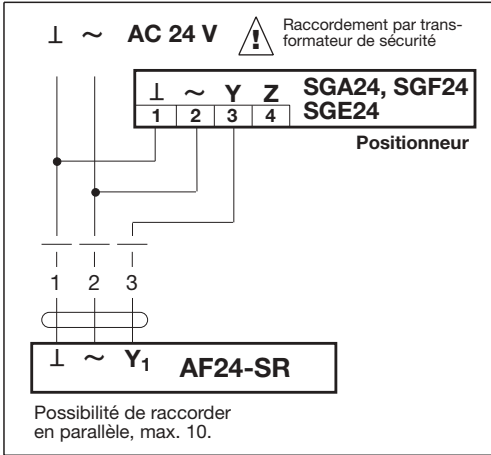 ⊥ ~ AC 24 V
Raccordement par trans-
formateur de sécurité
⊥ ~ Y Z
1 2 3 4
SGA24, SGF24
SGE24
Positionneur
1 2 3
⊥ ~ Y₁ AF24-SR
Possibilité de raccorder
en parallèle, max. 10.